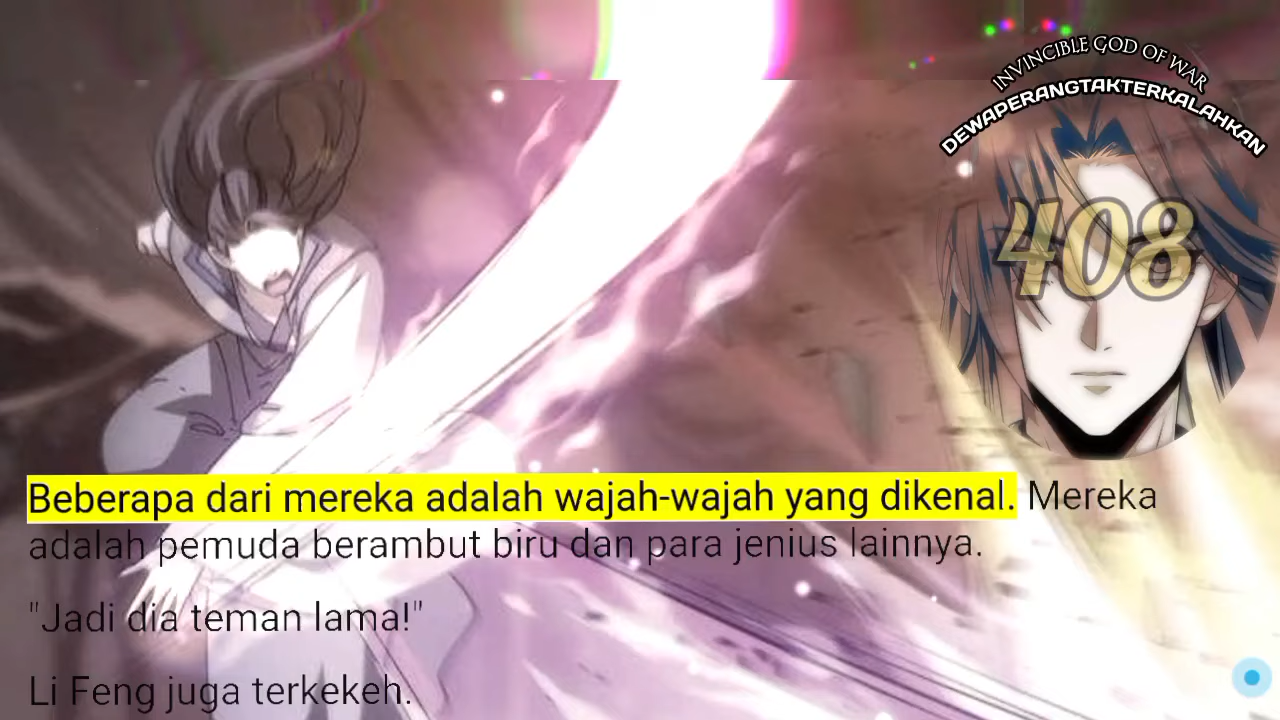 INVINCIBLE GOD OF WAR
DEWAPERANGTAKTERKALAHKAN
408
Beberapa dari mereka adalah wajah-wajah yang dikenal. Mereka
adalah pemuda berambut biru dan para jenius lainnya.
"Jadi dia teman lama!"
Li Feng juga terkekeh.